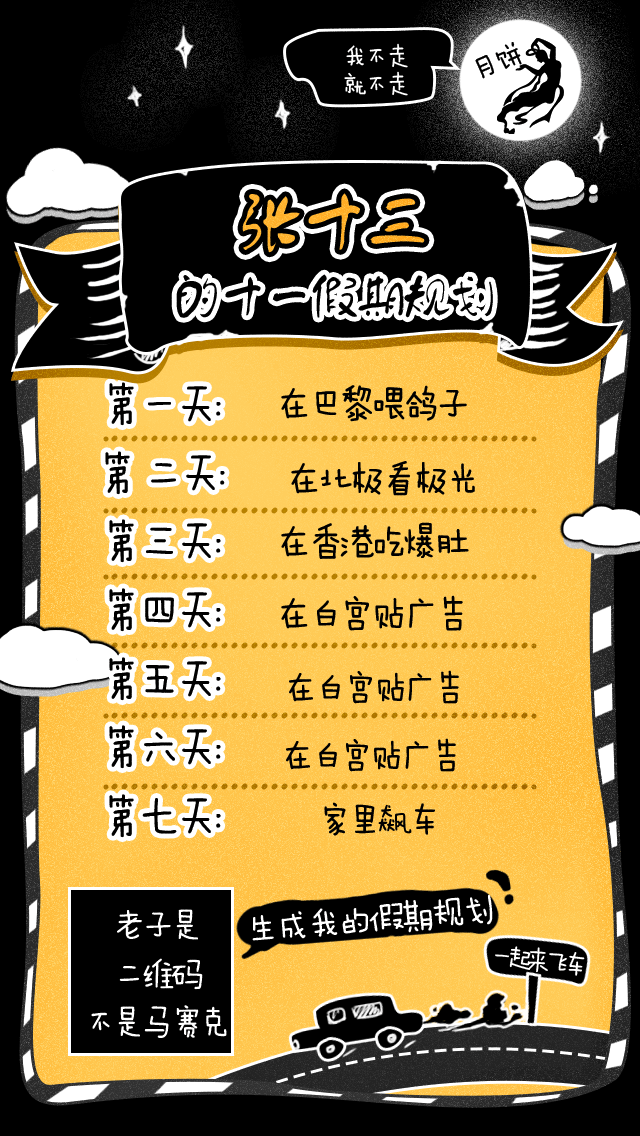 我不走
就不走
月饼
张十三
的十一假期规划
第一天: 在巴黎喂鸽子
第二天: 在北极看极光
第三天: 在香港吃爆肚
第四天: 在白宫贴广告
第五天: 在白宫贴广告
第六天: 在白宫贴广告
第七天: 家里飙车
老子是
二维码
不是马赛克
生成我的假期规划?
一起来飞车